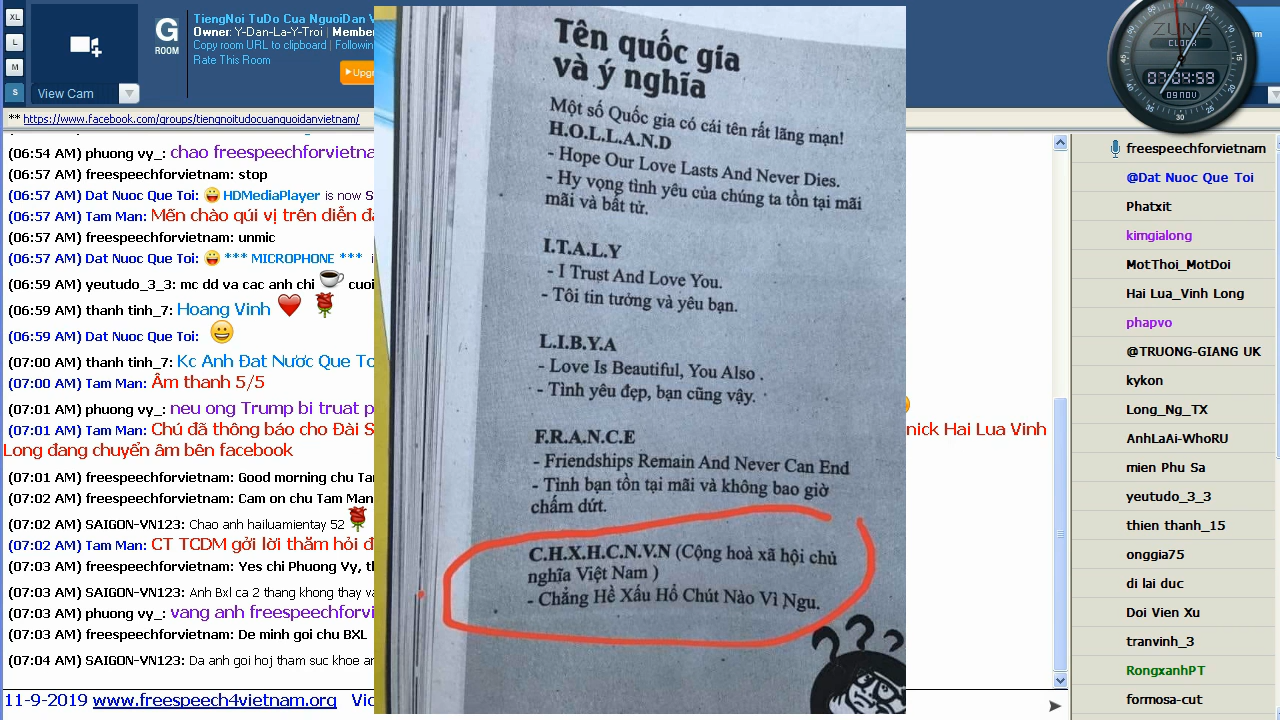 XL
L
M
S
View Cam
G
ROOM
TiengNoi TuDo Cua NguoiDan V
Owner: Y-Dan-La-Y-Troi | Member
Copy room URL to clipboard | Following
Rate This Room
Upgr
** https://www.facebook.com/groups/tiengnoitudocuanguoidanvietnam/
(06:54 AM) phuong vy_: chao freespeechforvietna
(06:57 AM) freespeechforvietnam: stop
(06:57 AM) Dat Nuoc Que Toi: HDMediaPlayer is now S
(06:57 AM) Tam Man: Mến chào qúi vị trên diễn đà
(06:57 AM) freespeechforvietnam: unmic
(06:57 AM) Dat Nuoc Que Toi: *** MICROPHONE ***
(06:59 AM) yeutudo_3_3: mc dd va cac anh chi cuoi
(06:59 AM) thanh tinh_7: Hoang Vinh
(06:59 AM) Dat Nuoc Que Toi:
(07:00 AM) thanh tinh_7: Kc Anh Đat Nước Que To
(07:00 AM) Tam Man: Âm thanh 5/5
(07:01 AM) phuong vy_: neu ong Trump bi truat p
(07:01 AM) Tam Man: Chú đã thông báo cho Đài S
nick Hai Lua Vinh
Long đang chuyển âm bên facebook
(07:01 AM) freespeechforvietnam: Good morning chu Tar
(07:02 AM) freespeechforvietnam: Cam on chu Tam Man
(07:02 AM) SAIGON-VN123: Chao anh hailuamientay 52
(07:02 AM) Tam Man: CT TCDM gởi lời thăm hỏi đ
(07:03 AM) freespeechforvietnam: Yes chi Phuong Vy, th
(07:03 AM) SAIGON-VN123: Anh Bxl ca 2 thang khong thay va
(07:03 AM) phuong vy_: vang anh freespeechforvi
(07:03 AM) freespeechforvietnam: De minh goi chu BXL
(07:04 AM) SAIGON-VN123: Da anh goi hoj tham suc khoe an
11-9-2019 www.freespeech4vietnam.org Vi
Tên quốc gia
và ý nghĩa
Một số Quốc gia có cái tên rất lãng mạn!
H.O.L.L.A.N.D
- Hope Our Love Lasts And Never Dies.
- Hy vọng tình yêu của chúng ta tồn tại mãi
mãi và bất tử.
I.T.A.L.Y
- I Trust And Love You.
- Tôi tin tưởng và yêu bạn.
L.I.B.Y.A
- Love Is Beautiful, You Also .
- Tình yêu đẹp, bạn cũng vậy.
F.R.A.N.C.E
- Friendships Remain And Never Can End
- Tình bạn tồn tại mãi và không bao giờ
chấm dứt.
C.H.X.H.C.N.V.N (Cộng hoà xã hội chủ
nghĩa Việt Nam )
- Chẳng Hề Xấu Hổ Chút Nào Vì Ngu.
???
ZUNE
CLOCK
07:04:59
09 NOV
freespeechforvietnam
@Dat Nuoc Que Toi
Phatxit
kimgialong
MotThoi_MotDoi
Hai Lua_Vinh Long
phapvo
@TRUONG-GIANG UK
kykon
Long_Ng_TX
AnhLaAi-WhoRU
mien Phu Sa
yeutudo_3_3
thien thanh_15
onggia75
di lai duc
Doi Vien Xu
tranvinh_3
RongxanhPT
formosa-cut